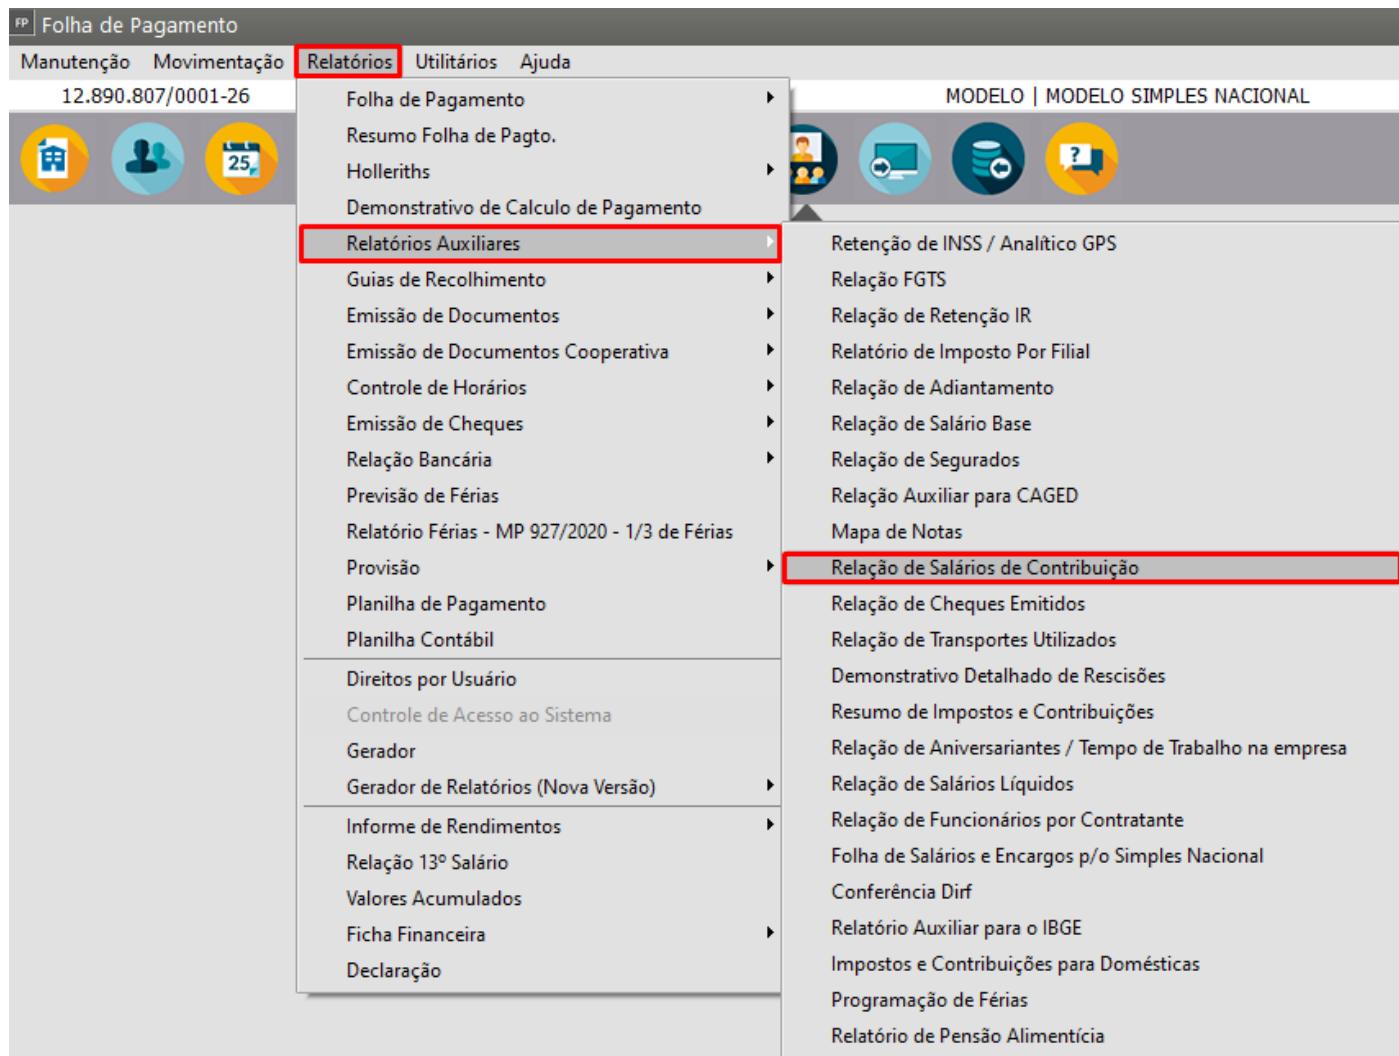 FP Folha de Pagamento
Manutenção Movimentação Relatórios Utilitários Ajuda
12.890.807/0001-26 MODELO | MODELO SIMPLES NACIONAL
25
?
Folha de Pagamento
Resumo Folha de Pagto.
Holleriths
Demonstrativo de Calculo de Pagamento
Relatórios Auxiliares
Guias de Recolhimento
Emissão de Documentos
Emissão de Documentos Cooperativa
Controle de Horários
Emissão de Cheques
Relação Bancária
Previsão de Férias
Relatório Férias - MP 927/2020 - 1/3 de Férias
Provisão
Planilha de Pagamento
Planilha Contábil
Direitos por Usuário
Controle de Acesso ao Sistema
Gerador
Gerador de Relatórios (Nova Versão)
Informe de Rendimentos
Relação 13º Salário
Valores Acumulados
Ficha Financeira
Declaração
Retenção de INSS / Analítico GPS
Relação FGTS
Relação de Retenção IR
Relatório de Imposto Por Filial
Relação de Adiantamento
Relação de Salário Base
Relação de Segurados
Relação Auxiliar para CAGED
Mapa de Notas
Relação de Salários de Contribuição
Relação de Cheques Emitidos
Relação de Transportes Utilizados
Demonstrativo Detalhado de Rescisões
Resumo de Impostos e Contribuições
Relação de Aniversariantes / Tempo de Trabalho na empresa
Relação de Salários Líquidos
Relação de Funcionários por Contratante
Folha de Salários e Encargos p/o Simples Nacional
Conferência Dirf
Relatório Auxiliar para o IBGE
Impostos e Contribuições para Domésticas
Programação de Férias
Relatório de Pensão Alimentícia